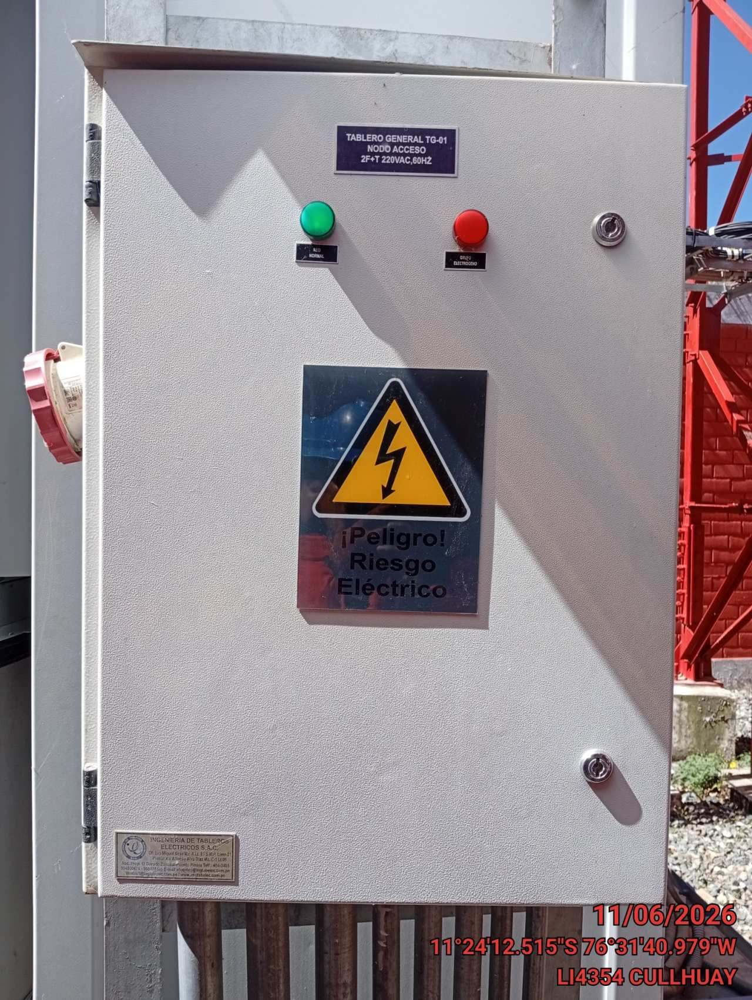 TABLERO GENERAL TG-01
NODO ACCESO
2F+T 220VAC,60HZ
RED
NORMAL
GRUPO
ELECTROGENO
¡Peligro!
Riesgo
Eléctrico
INGENIERIA DE TABLEROS
ELECTRICOS S.A.C.
11/06/2026
11°24'12.515"S 76°31'40.979"W
LI4354 CULLHUAY